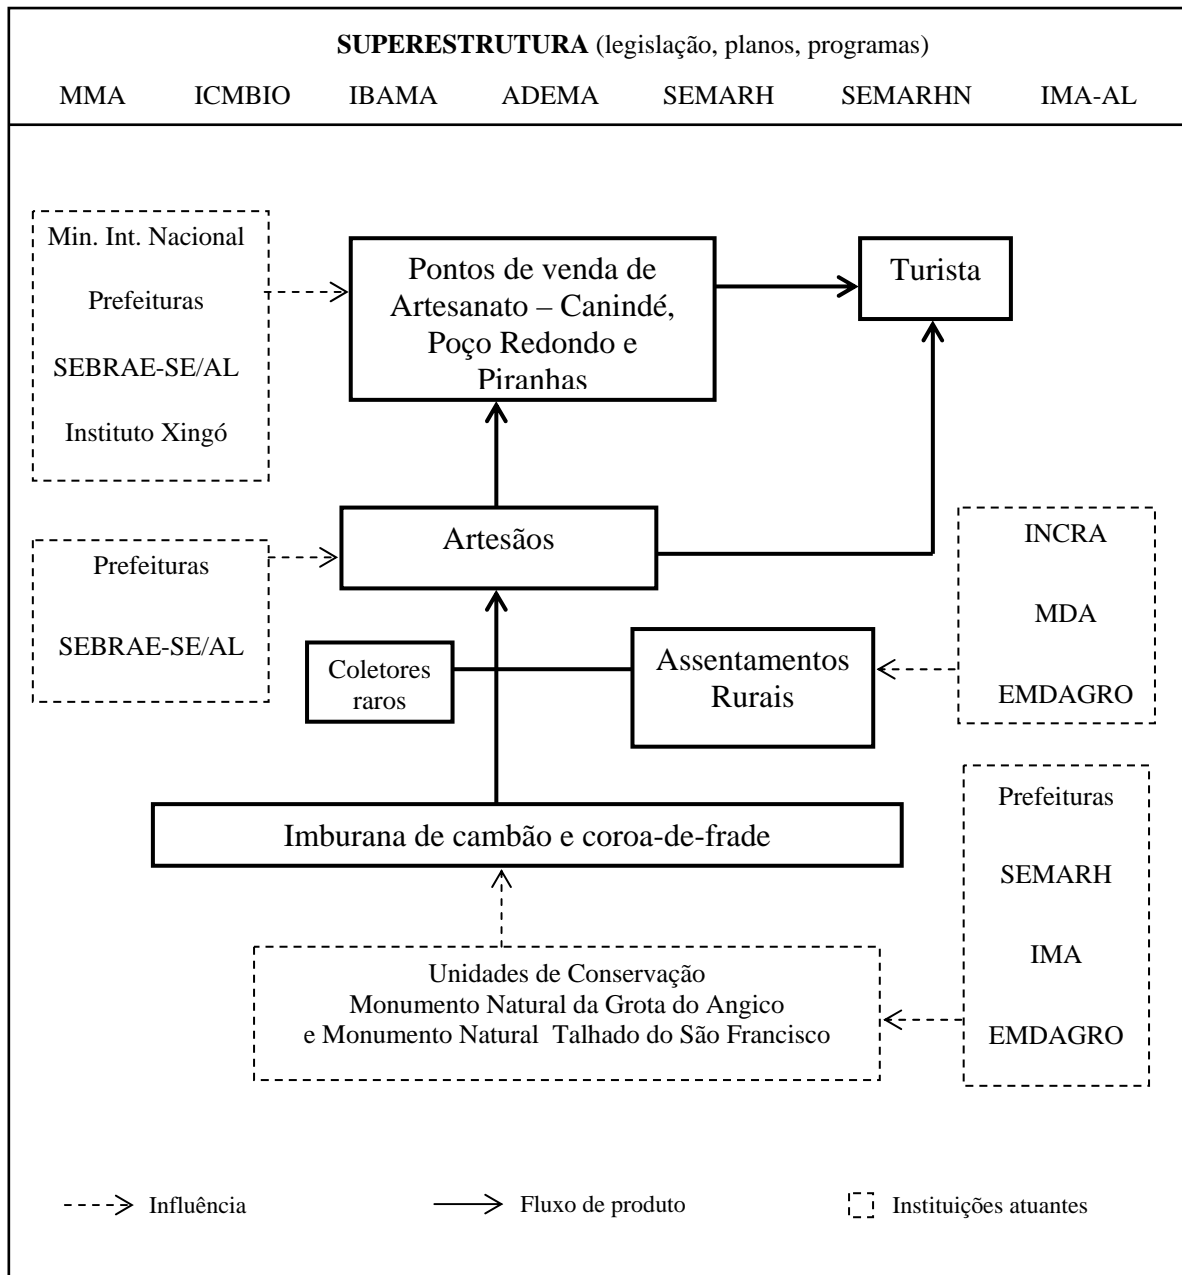 SUPERESTRUTURA (legislação, planos, programas)
MMA ICMBIO IBAMA ADEMA SEMARH SEMARHN IMA-AL
Min. Int. Nacional
Prefeituras
SEBRAE-SE/AL
Instituto Xingó
Pontos de venda de
Artesanato – Canindé,
Poço Redondo e
Piranhas
Turista
Prefeituras
SEBRAE-SE/AL
Artesãos
INCRA
MDA
EMDAGRO
Coletores
raros
Assentamentos
Rurais
Imburana de cambão e coroa-de-frade
Prefeituras
SEMARH
IMA
EMDAGRO
Unidades de Conservação
Monumento Natural da Grota do Angico
e Monumento Natural Talhado do São Francisco
Influência
Fluxo de produto
Instituições atuantes